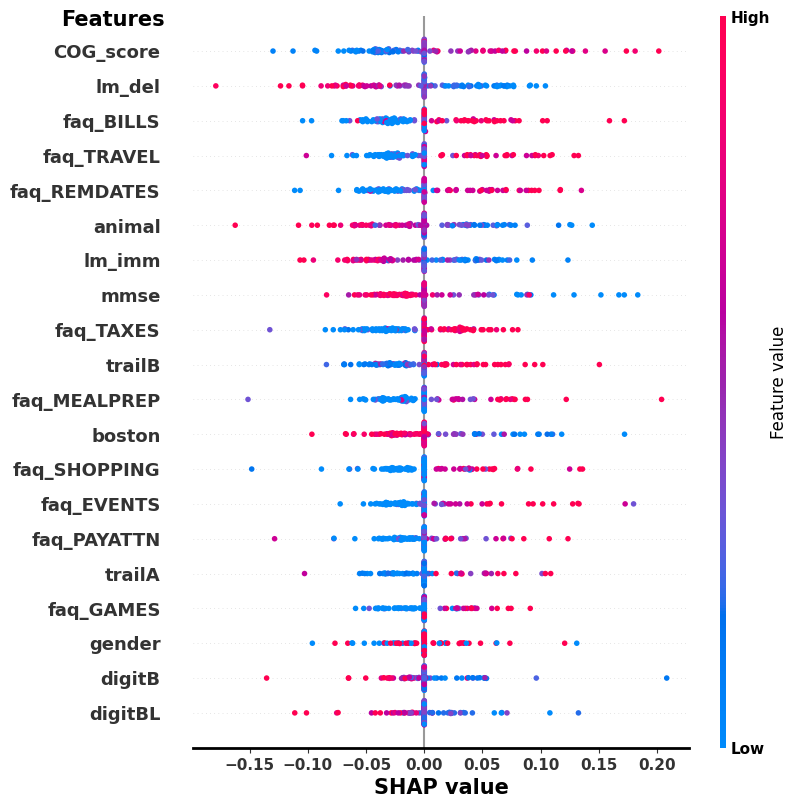 Features
High
COG_score
lm_del
faq_BILLS
faq_TRAVEL
faq_REMDATES
animal
lm_imm
mmse
faq_TAXES
trailB
faq_MEALPREP
boston
faq_SHOPPING
faq_EVENTS
faq_PAYATTN
trailA
faq_GAMES
gender
digitB
digitBL
Feature value
Low
−0.15 −0.10 −0.05 0.00 0.05 0.10 0.15 0.20
SHAP value